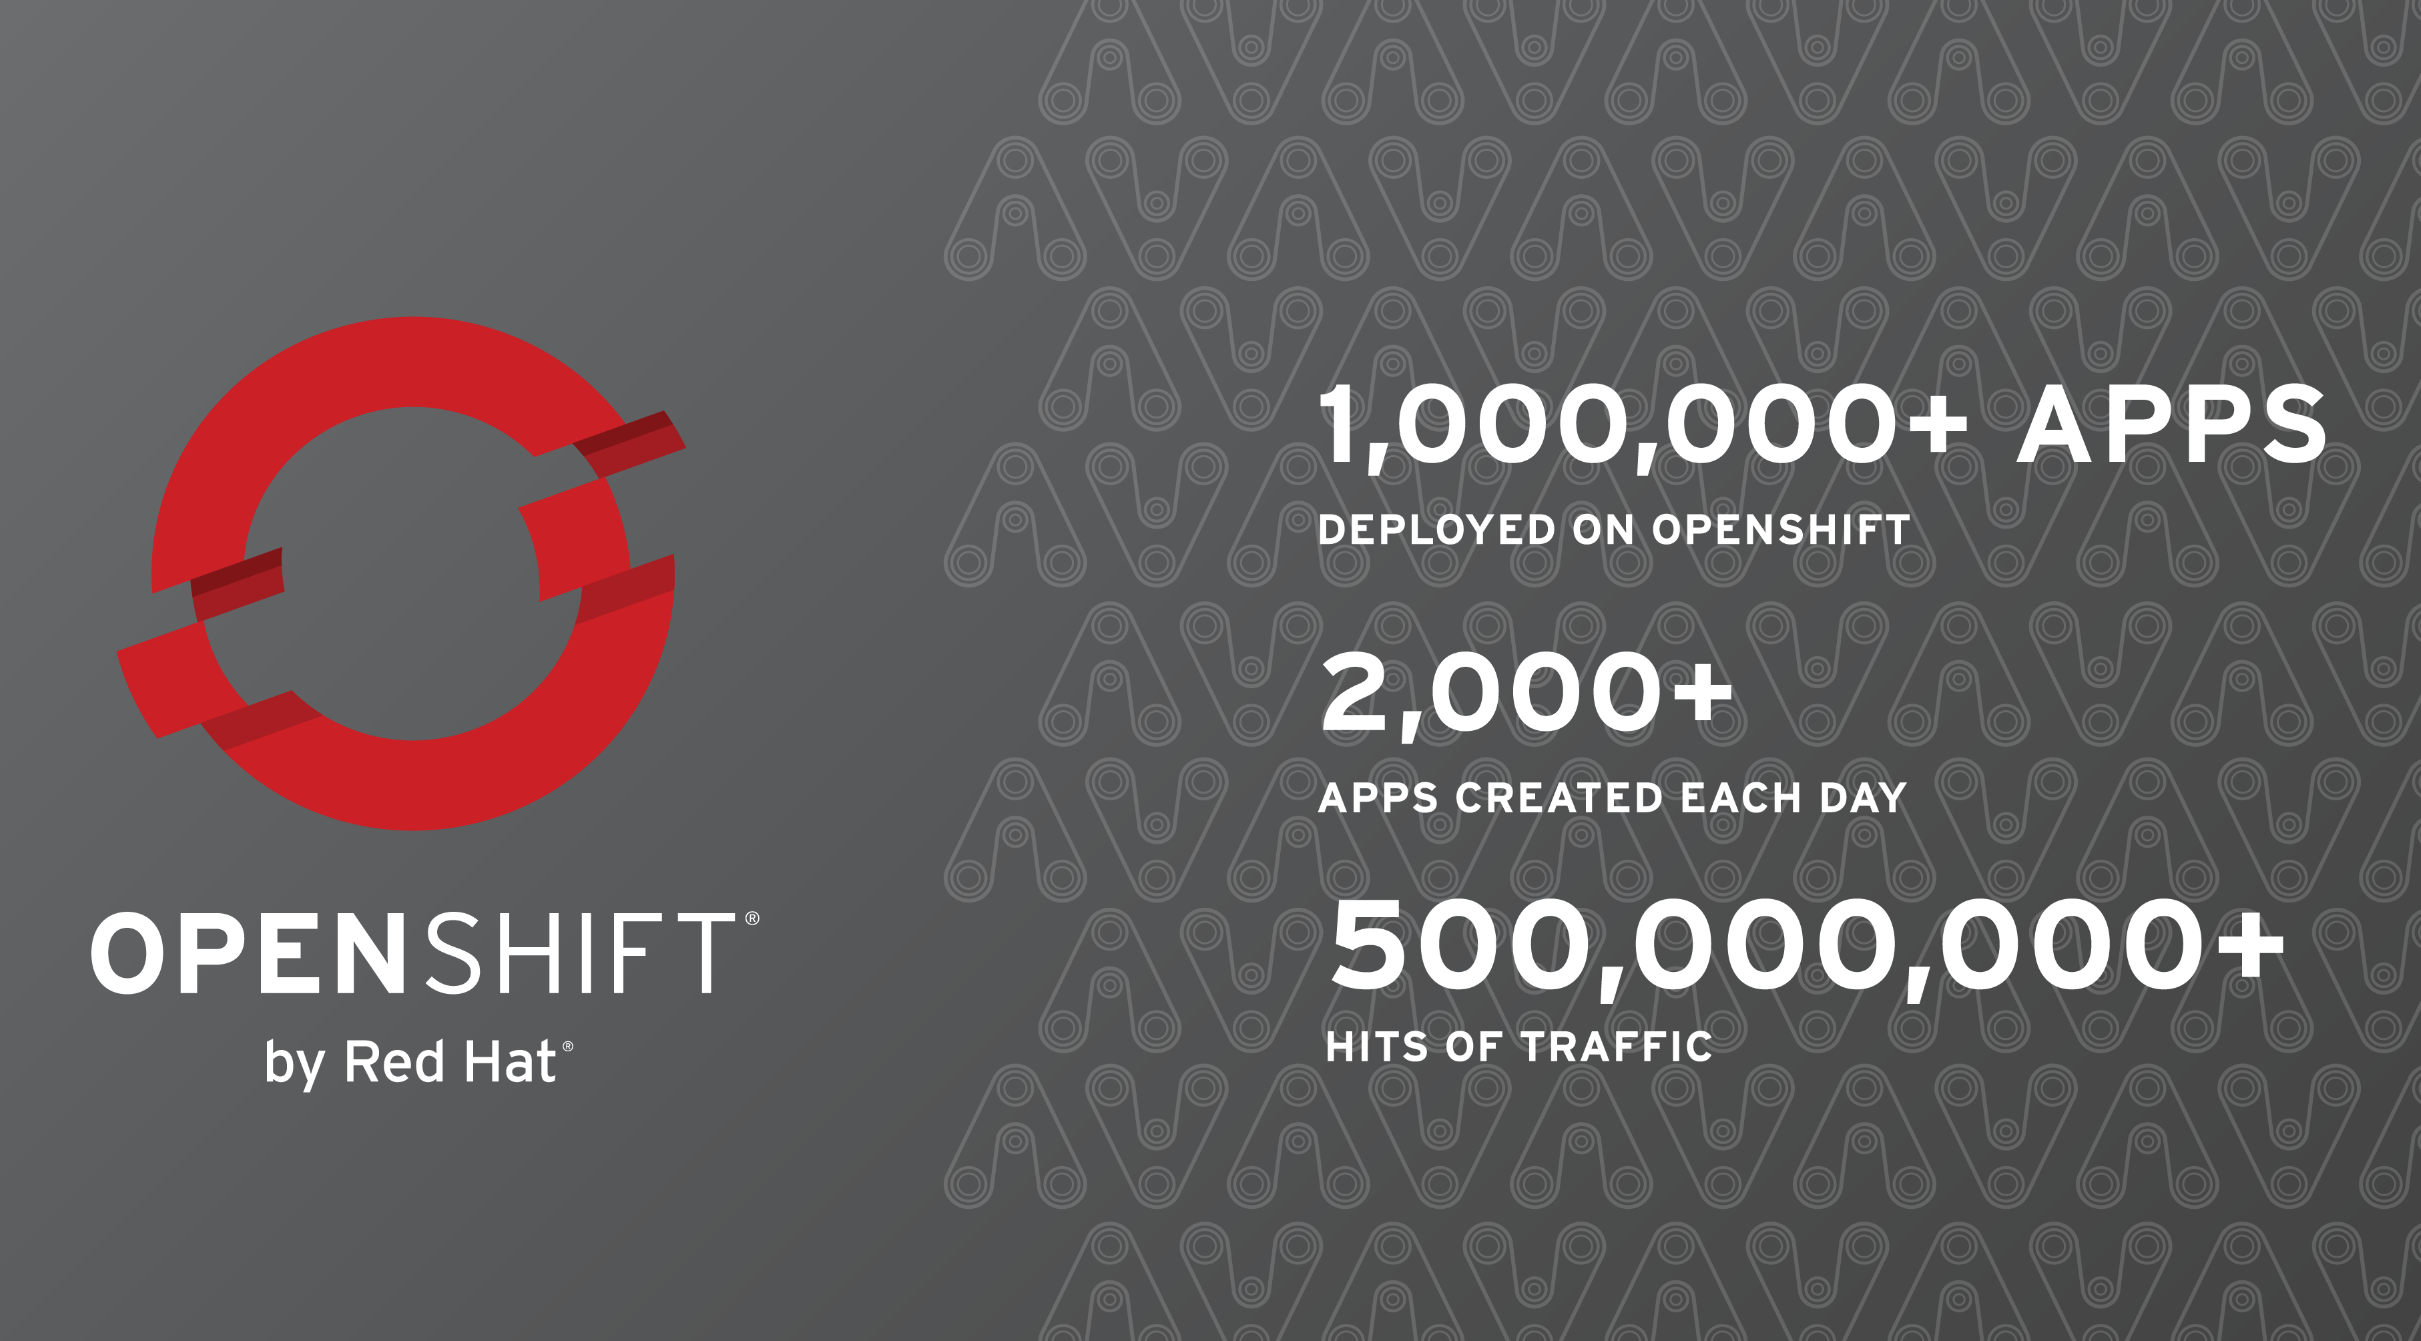 OPENSHIFT®
by Red Hat®
1,000,000+ APPS
DEPLOYED ON OPENSHIFT
2,000+
APPS CREATED EACH DAY
500,000,000+
HITS OF TRAFFIC